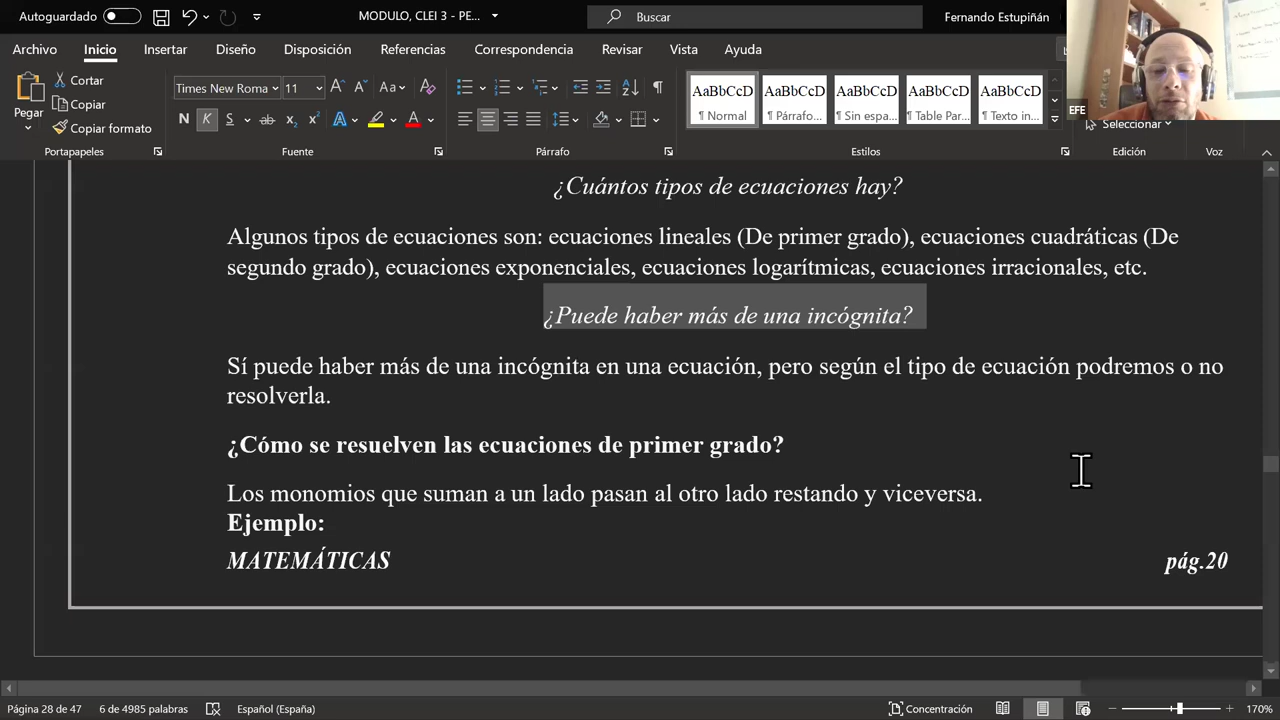 Autoguardado
MODULO, CLEI 3 - PE...
Buscar
Fernando Estupiñán
Archivo Inicio Insertar Diseño Disposición Referencias Correspondencia Revisar Vista Ayuda
Pegar
Cortar
Copiar
Copiar formato
Portapapeles
Times New Roma 11
N K S
Fuente
Párrafo
AaBbCcD AaBbCcD AaBbCcD AaBbCcD AaBbCcD
¶ Normal ¶ Párrafo... ¶ Sin espa... ¶ Table Par... ¶ Texto in...
Estilos
EFE
Seleccionar
Edición
Voz
¿Cuántos tipos de ecuaciones hay?
Algunos tipos de ecuaciones son: ecuaciones lineales (De primer grado), ecuaciones cuadráticas (De
segundo grado), ecuaciones exponenciales, ecuaciones logarítmicas, ecuaciones irracionales, etc.
¿Puede haber más de una incógnita?
Sí puede haber más de una incógnita en una ecuación, pero según el tipo de ecuación podremos o no
resolverla.
¿Cómo se resuelven las ecuaciones de primer grado?
Los monomios que suman a un lado pasan al otro lado restando y viceversa.
Ejemplo:
MATEMÁTICAS pág.20
Página 28 de 47 6 de 4985 palabras Español (España) Concentración 170%